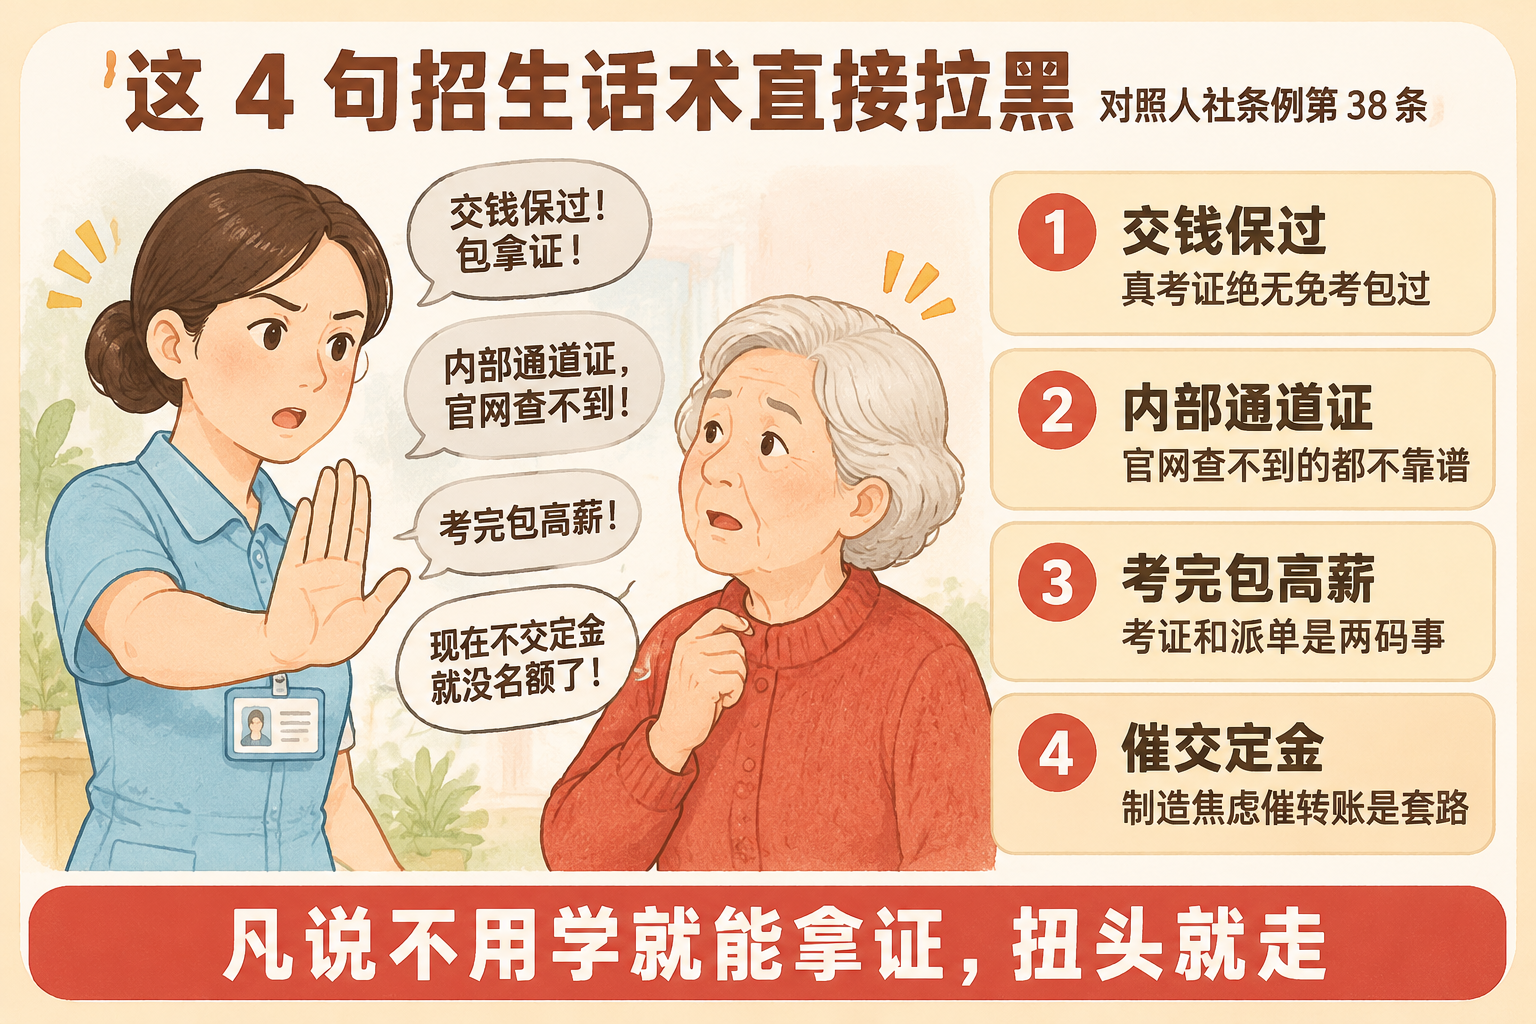 这 4 句招生话术直接拉黑 对照人社条例第 38 条
交钱保过!
包拿证!
内部通道证,
官网查不到!
考完包高薪!
现在不交定金
就没名额了!
1 交钱保过
真考证绝无免考包过
2 内部通道证
官网查不到的都不靠谱
3 考完包高薪
考证和派单是两码事
4 催交定金
制造焦虑催转账是套路
凡说不用学就能拿证, 扭头就走